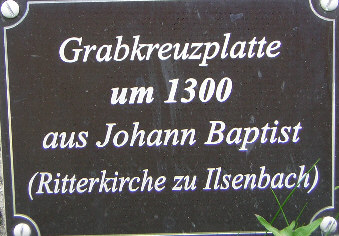 Grabkreuzplatte
um 1300
aus Johann Baptist
(Ritterkirche zu Ilsenbach)